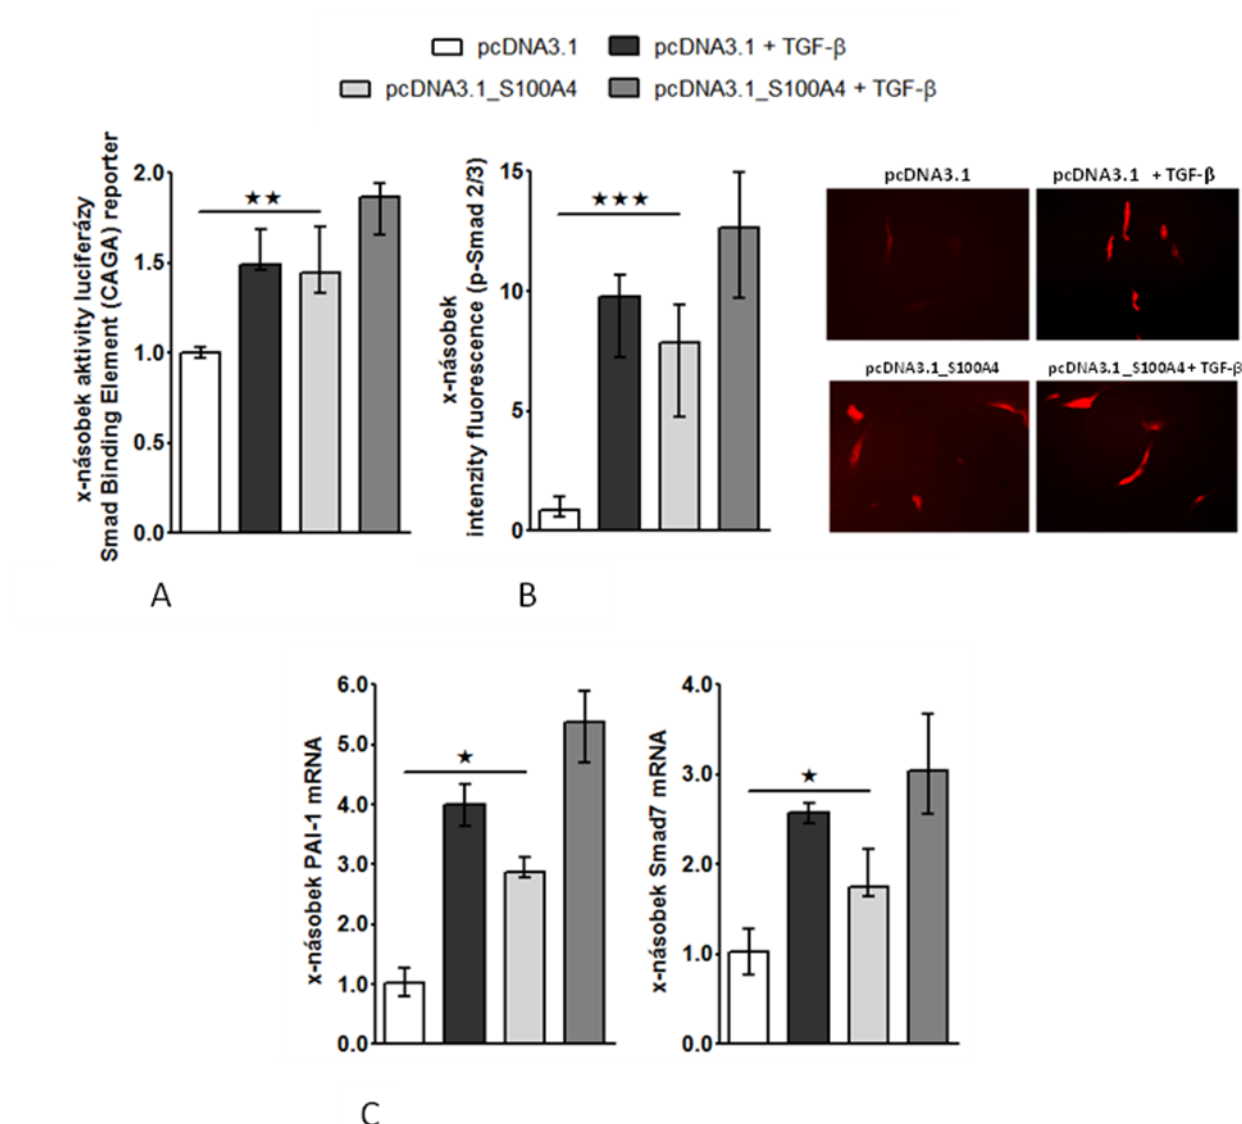 pcDNA3.1
pcDNA3.1 + TGF-β
pcDNA3.1_S100A4
pcDNA3.1_S100A4 + TGF-β
x-násobek aktivity luciferázy
Smad Binding Element (CAGA) reporter
2.0
1.5
1.0
0.5
0.0
★★
A
x-násobek
intenzity fluorescence (p-Smad 2/3)
15
10
5
0
★★★
B
pcDNA3.1
pcDNA3.1 + TGF-β
pcDNA3.1_S100A4
pcDNA3.1_S100A4 + TGF-β
x-násobek PAI-1 mRNA
6.0
5.0
4.0
3.0
2.0
1.0
0.0
★
x-násobek Smad7 mRNA
4.0
3.0
2.0
1.0
0.0
★
C